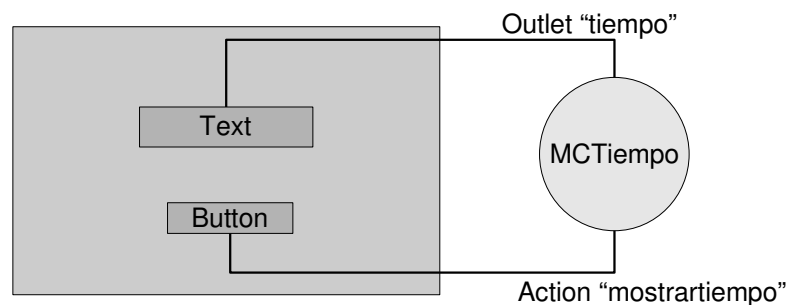 Outlet “tiempo”
Text
MCTiempo
Button
Action “mostrartiempo”